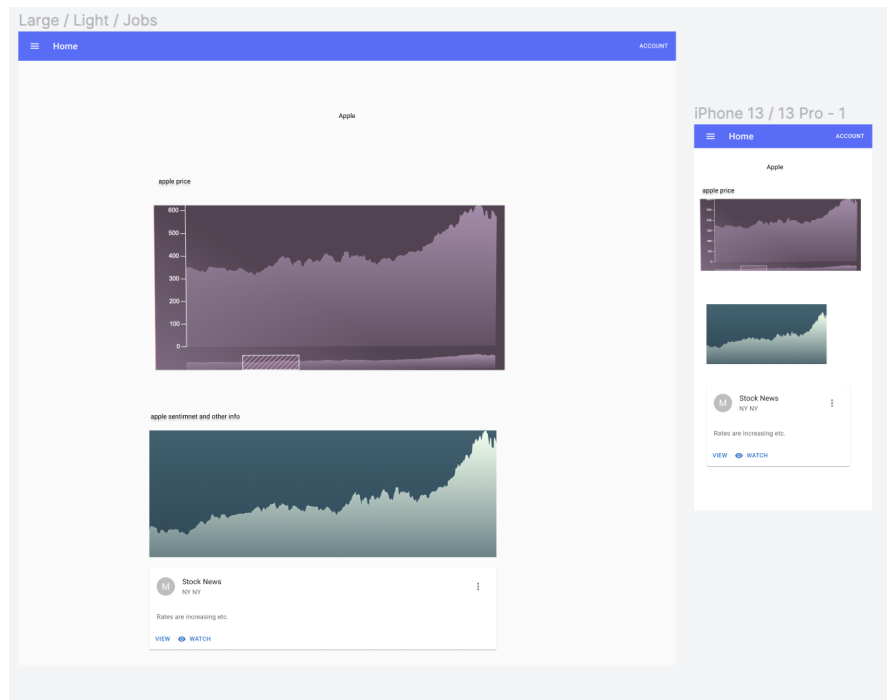 Large / Light / Jobs
Home
ACCOUNT
Apple
apple price
600
500
400
300
200
100
0
apple sentimnet and other info
M
Stock News
NY NY
Rates are increasing etc.
VIEW
WATCH
iPhone 13 / 13 Pro - 1
Home
ACCOUNT
Apple
apple price
M
Stock News
NY NY
Rates are increasing etc.
VIEW
WATCH